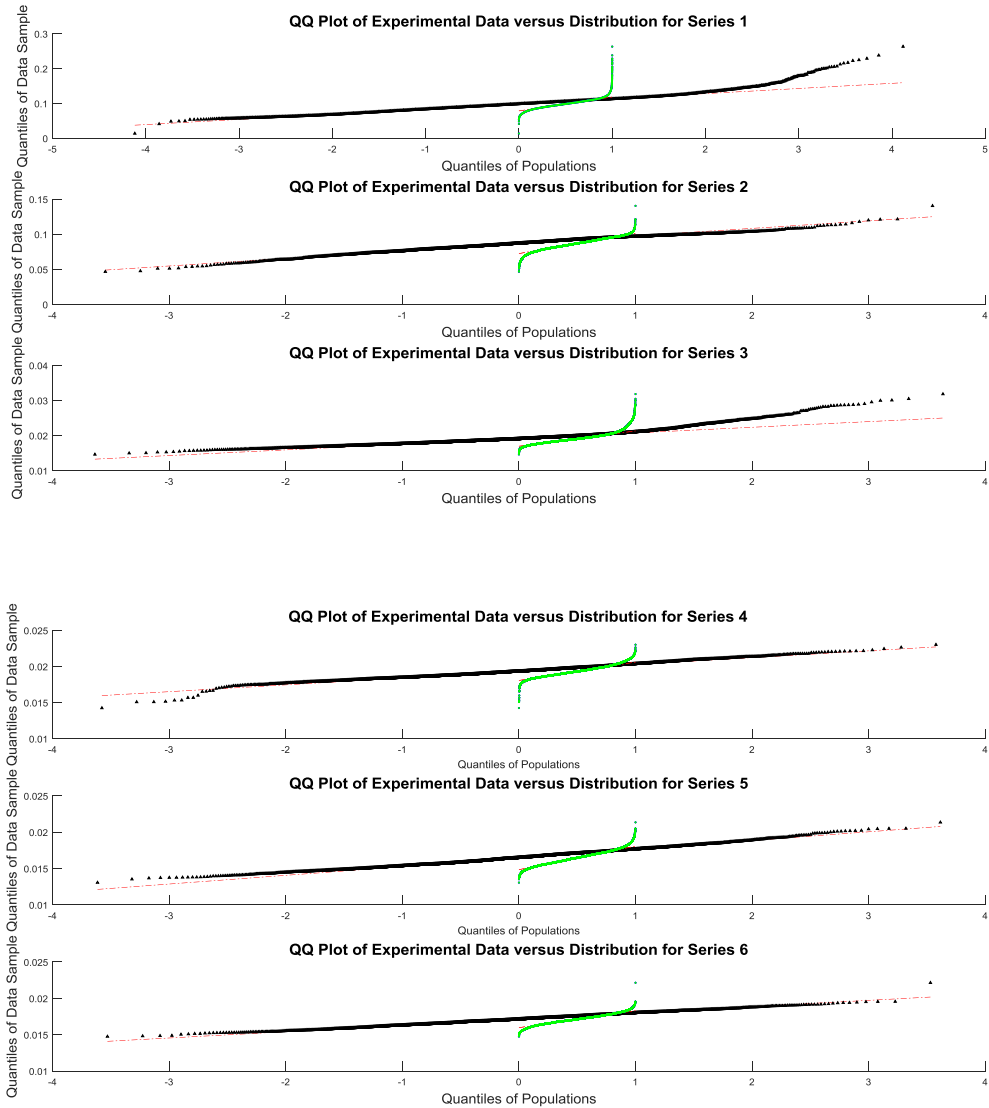 QQ Plot of Experimental Data versus Distribution for Series 1
Quantiles of Data Sample
0.3
0.2
0.1
0
-5 -4 -3 -2 -1 0 1 2 3 4 5
Quantiles of Populations
QQ Plot of Experimental Data versus Distribution for Series 2
Quantiles of Data Sample
0.15
0.1
0.05
0
-4 -3 -2 -1 0 1 2 3 4
Quantiles of Populations
QQ Plot of Experimental Data versus Distribution for Series 3
Quantiles of Data Sample
0.04
0.03
0.02
0.01
-4 -3 -2 -1 0 1 2 3 4
Quantiles of Populations
QQ Plot of Experimental Data versus Distribution for Series 4
Quantiles of Data Sample
0.025
0.02
0.015
0.01
-4 -3 -2 -1 0 1 2 3 4
Quantiles of Populations
QQ Plot of Experimental Data versus Distribution for Series 5
Quantiles of Data Sample
0.025
0.02
0.015
0.01
-4 -3 -2 -1 0 1 2 3 4
Quantiles of Populations
QQ Plot of Experimental Data versus Distribution for Series 6
Quantiles of Data Sample
0.025
0.02
0.015
0.01
-4 -3 -2 -1 0 1 2 3 4
Quantiles of Populations